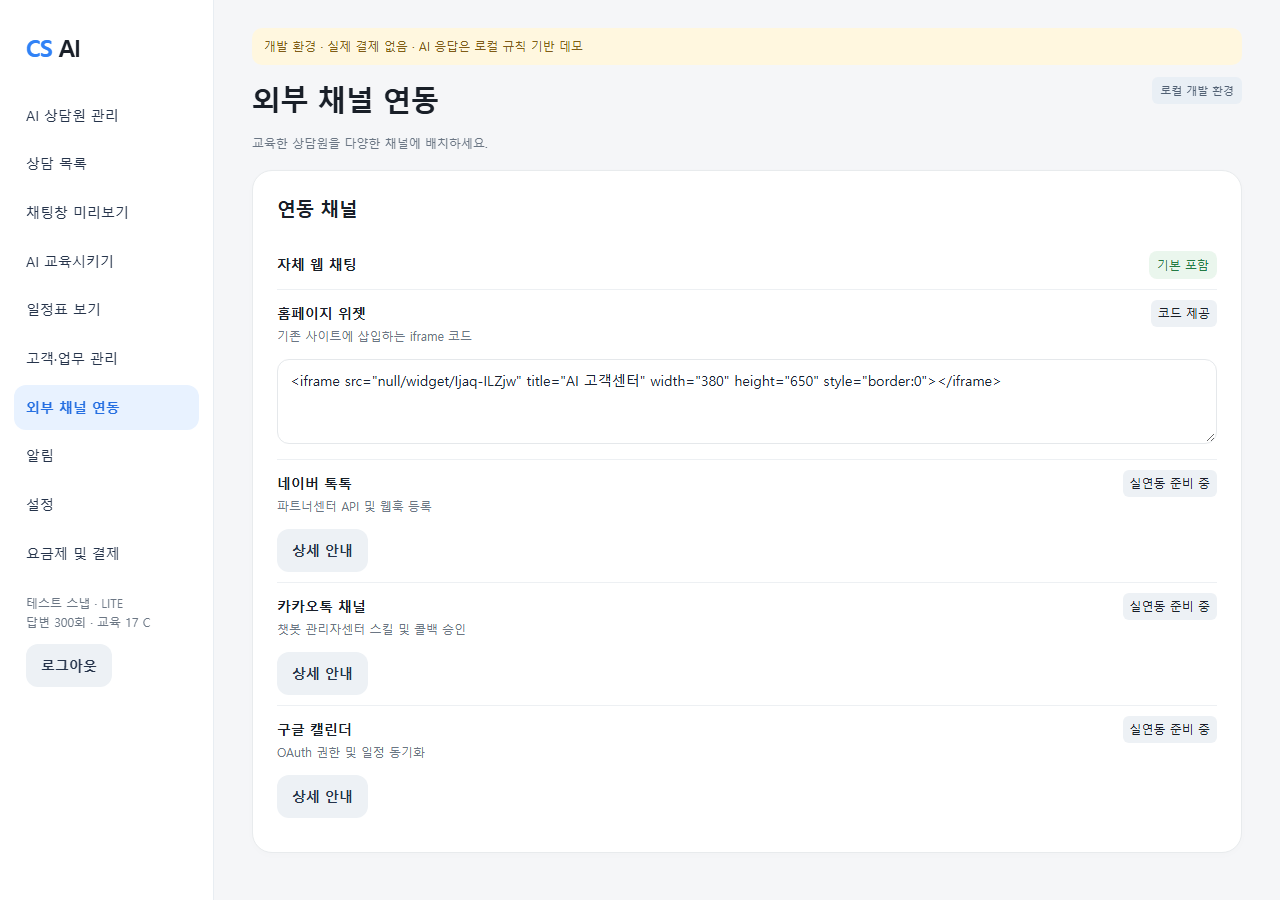 CS AI
AI 상담원 관리
상담 목록
채팅창 미리보기
AI 교육시키기
일정표 보기
고객·업무 관리
외부 채널 연동
알림
설정
요금제 및 결제
테스트 스냅 · LITE
답변 300회 · 교육 17 C
로그아웃
개발 환경 · 실제 결제 없음 · AI 응답은 로컬 규칙 기반 데모
외부 채널 연동
로컬 개발 환경
교육한 상담원을 다양한 채널에 배치하세요.
연동 채널
자체 웹 채팅
기본 포함
홈페이지 위젯
코드 제공
기존 사이트에 삽입하는 iframe 코드
<iframe src="null/widget/Ijaq-ILZjw" title="AI 고객센터" width="380" height="650" style="border:0"></iframe>
네이버 톡톡
실연동 준비 중
파트너센터 API 및 웹훅 등록
상세 안내
카카오톡 채널
실연동 준비 중
챗봇 관리자센터 스킬 및 콜백 승인
상세 안내
구글 캘린더
실연동 준비 중
OAuth 권한 및 일정 동기화
상세 안내